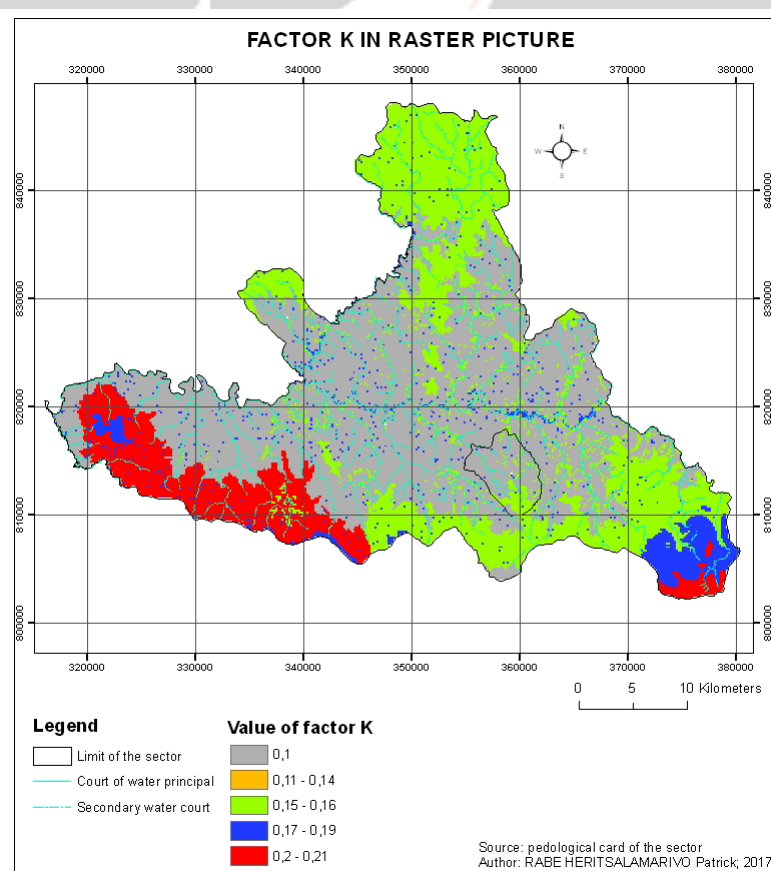 FACTOR K IN RASTER PICTURE
320000 330000 340000 350000 360000 370000 380000
N
W E
S
840000 840000
830000 830000
820000 820000
810000 810000
800000 800000
320000 330000 340000 350000 360000 370000 380000
0 5 10 Kilometers
Legend
Limit of the sector
Court of water principal
Secondary water court
Value of factor K
0,1
0,11 - 0,14
0,15 - 0,16
0,17 - 0,19
0,2 - 0,21
Source: pedological card of the sector
Author: RABE HERITSALAMARIVO Patrick; 2017